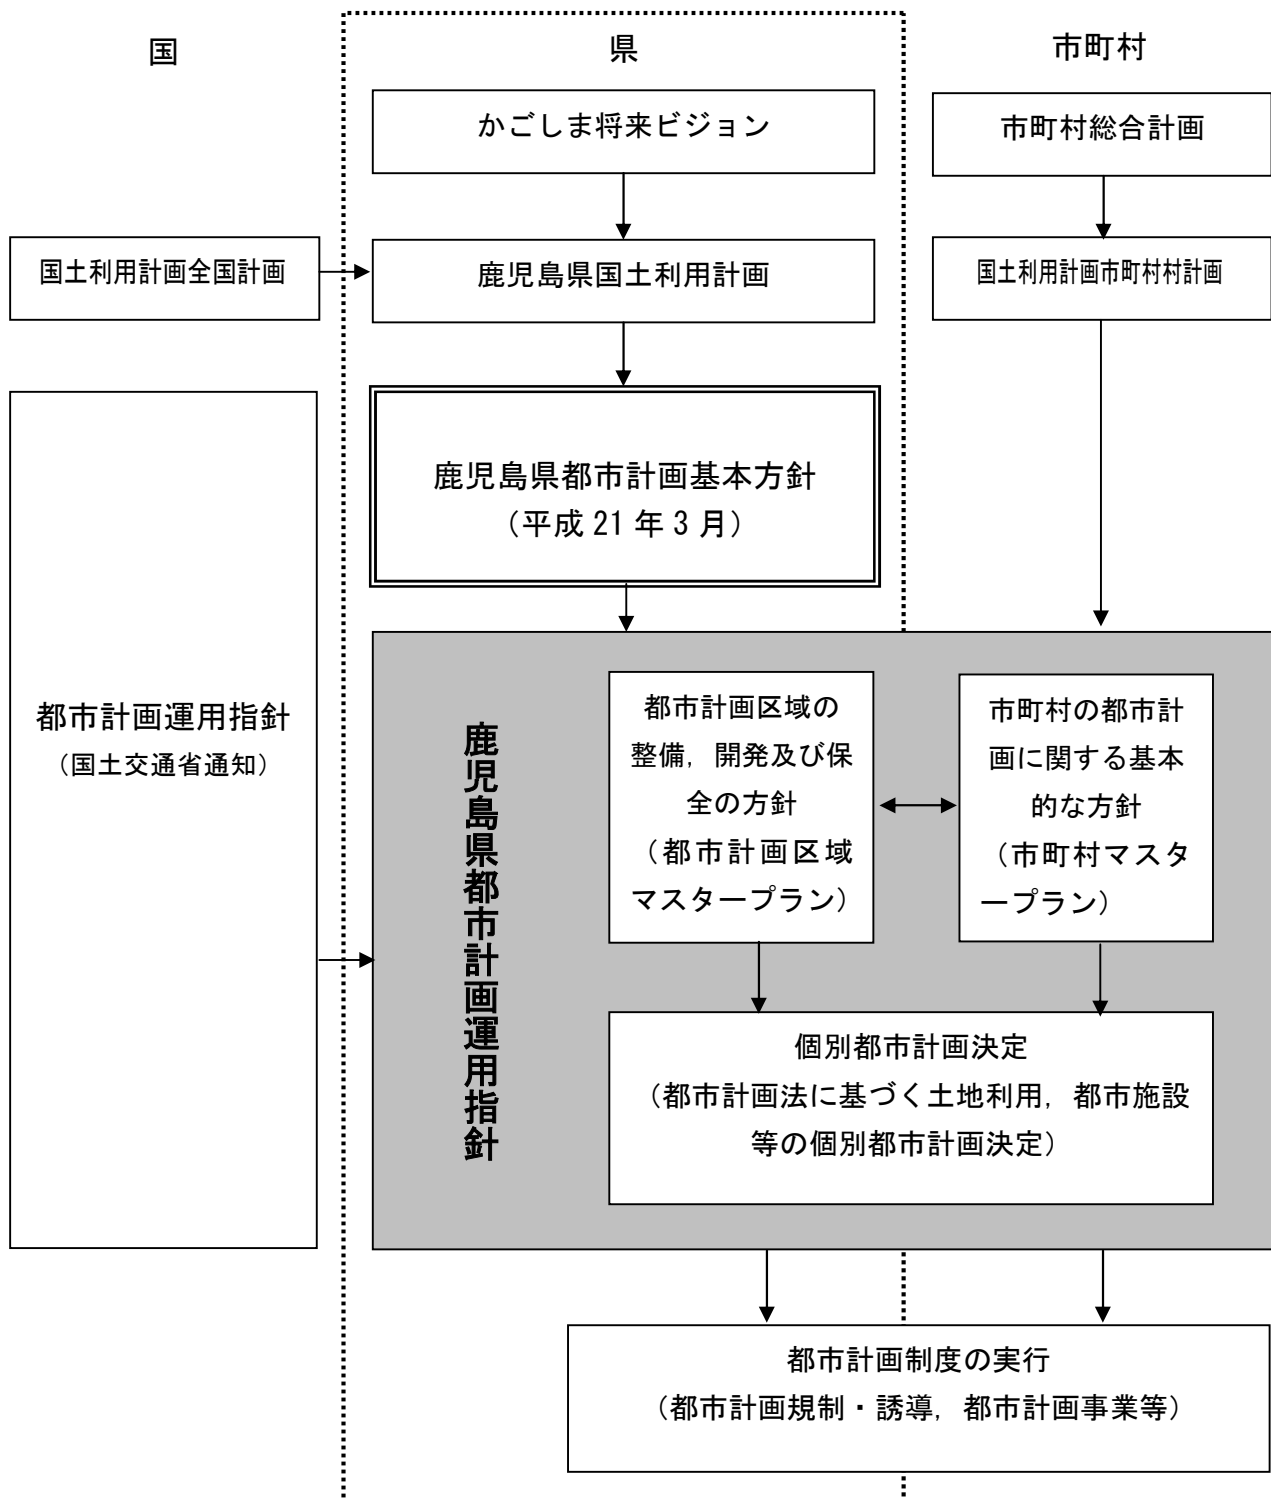 国
県
市町村
かごしま将来ビジョン
市町村総合計画
国土利用計画全国計画
鹿児島県国土利用計画
国土利用計画市町村村計画
鹿児島県都市計画基本方針
（平成 21 年 3 月）
都市計画運用指針
（国土交通省通知）
鹿児島県都市計画運用指針
都市計画区域の
整備，開発及び保
全の方針
（都市計画区域
マスタープラン）
市町村の都市計
画に関する基本
的な方針
（市町村マスタ
ープラン）
個別都市計画決定
（都市計画法に基づく土地利用，都市施設
等の個別都市計画決定）
都市計画制度の実行
（都市計画規制・誘導，都市計画事業等）